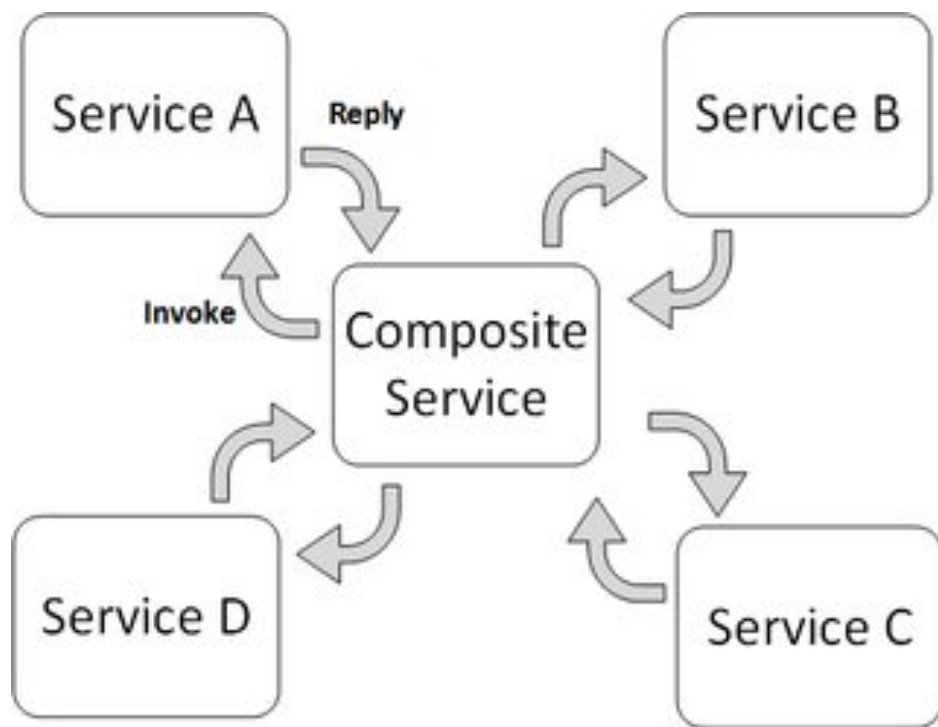 Service A
Reply
Service B
Invoke
Composite
Service
Service D
Service C